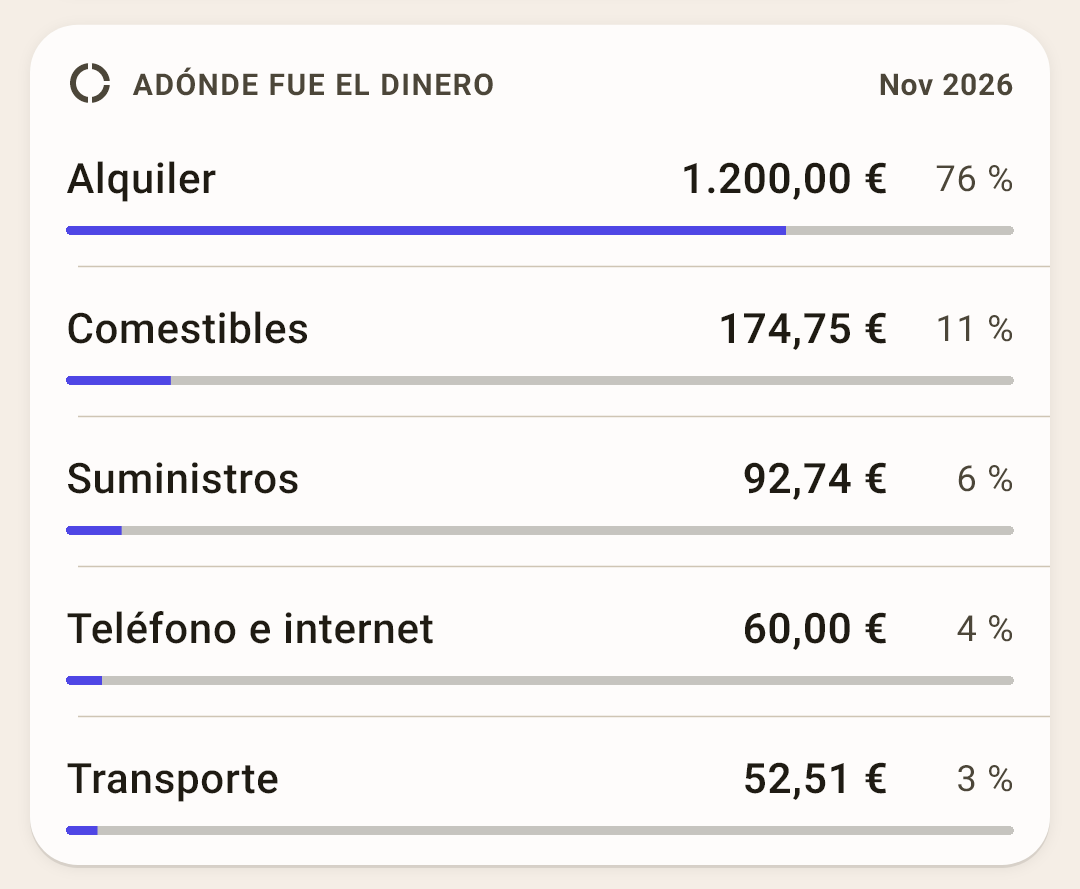 ADÓNDE FUE EL DINERO Nov 2026
Alquiler 1.200,00 € 76 %
Comestibles 174,75 € 11 %
Suministros 92,74 € 6 %
Teléfono e internet 60,00 € 4 %
Transporte 52,51 € 3 %